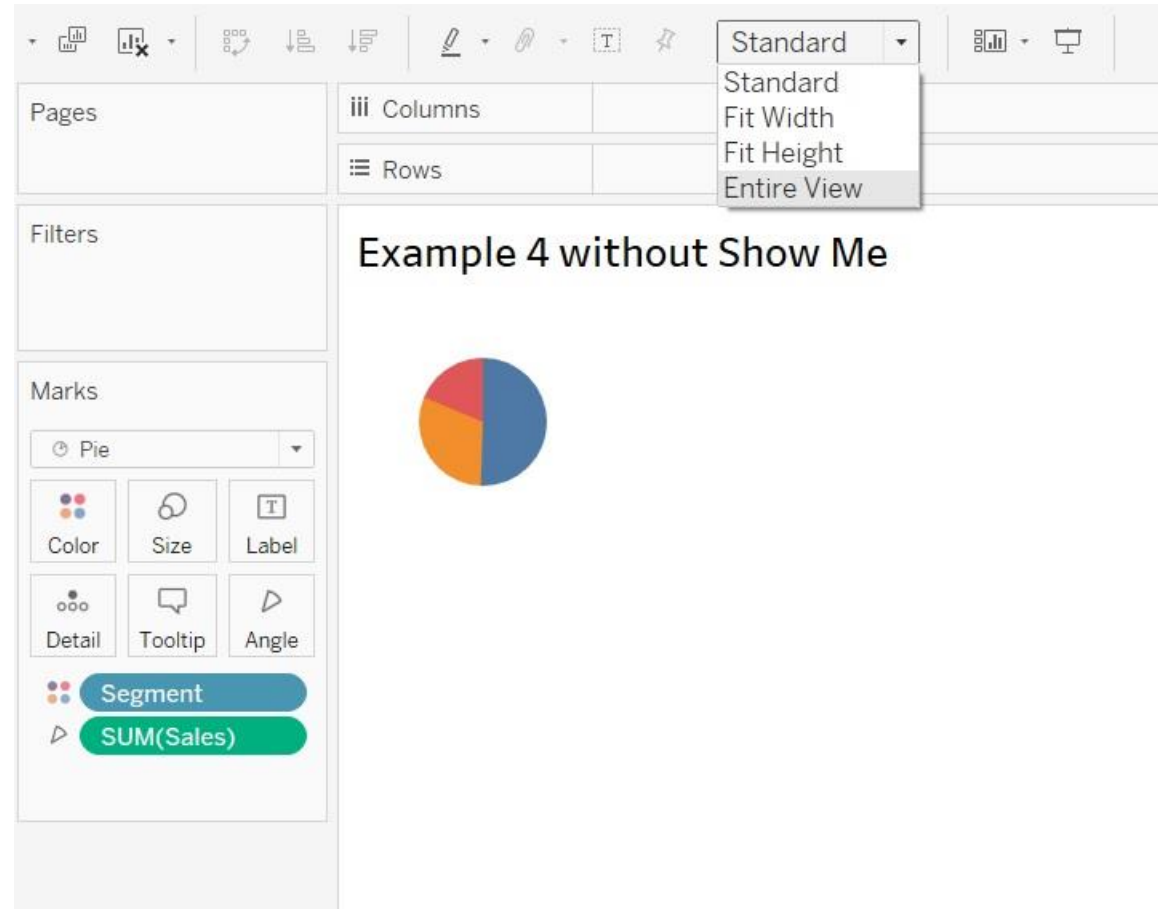 Standard
Standard
Fit Width
Fit Height
Entire View
Pages
Columns
Rows
Filters
Example 4 without Show Me
Marks
Pie
Color Size Label
Detail Tooltip Angle
Segment
SUM(Sales)